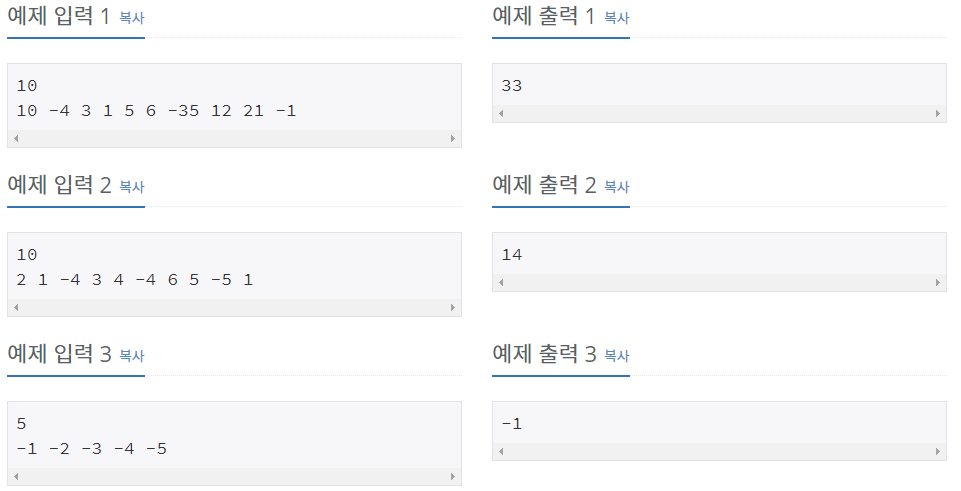 예제 입력 1 복사
예제 출력 1 복사
10
10 -4 3 1 5 6 -35 12 21 -1
33
예제 입력 2 복사
예제 출력 2 복사
10
2 1 -4 3 4 -4 6 5 -5 1
14
예제 입력 3 복사
예제 출력 3 복사
5
-1 -2 -3 -4 -5
-1